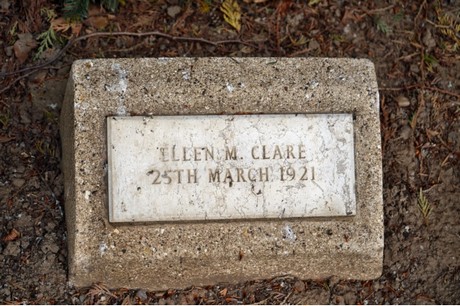 ELLEN M. CLARE
25TH MARCH 1921